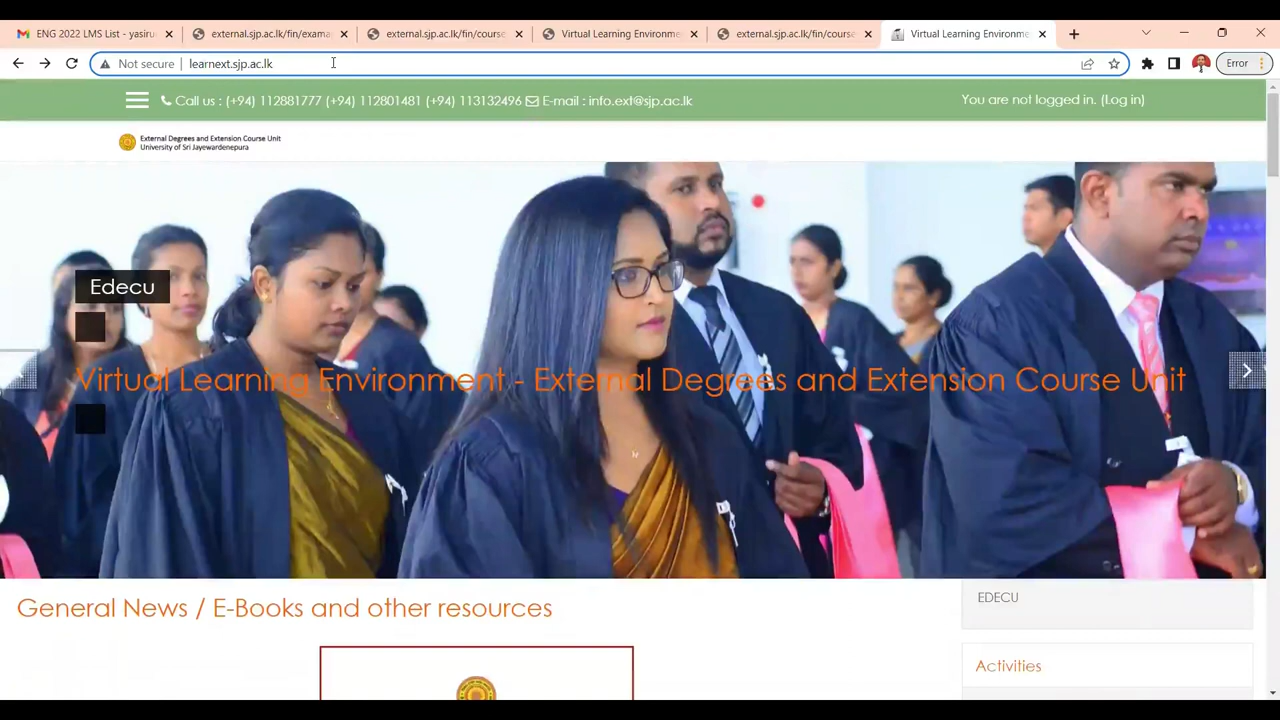 ENG 2022 LMS List - yasiru
external.sjp.ac.lk/fin/exama
external.sjp.ac.lk/fin/course
Virtual Learning Environme
external.sjp.ac.lk/fin/course
Virtual Learning Environme
Not secure
learnext.sjp.ac.lk
Error
Call us : (+94) 112881777 (+94) 112801481 (+94) 113132496 E-mail : info.ext@sjp.ac.lk
You are not logged in. (Log in)
External Degrees and Extension Course Unit
University of Sri Jayewardenepura
Edecu
Virtual Learning Environment - External Degrees and Extension Course Unit
General News / E-Books and other resources
EDECU
Activities